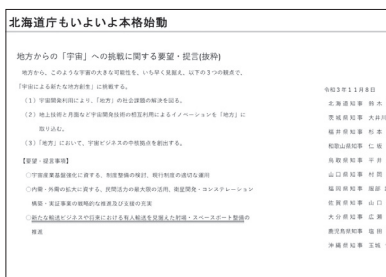 北海道庁もいよいよ本格始動
地方からの「宇宙」への挑戦に関する要望・提言(抜粋)
地方から、このような宇宙の大きな可能性を、いち早く見据え、以下の3つの観点で、
「宇宙による新たな地方創生」に挑戦する。
(1)宇宙開発利用により、「地方」の社会課題の解決を図る。
(2)地上技術と月面など宇宙開発技術の相互利用によるイノベーションを「地方」に
取り込む。
(3)「地方」において、宇宙ビジネスの中核拠点を創出する。
【要望・提言事項】
○宇宙産業基盤強化に資する、制度整備の検討、現行制度の適切な運用
○内需・外需の拡大に資する、民間活力の最大限の活用、衛星開発・コンステレーション
構築・実証事業の戦略的な推進及び支援の充実
○新たな輸送ビジネスや将来における有人輸送を見据えた射場・スペースポート整備の
推進
令和3年11月8日
北海道知事 鈴木
茨城県知事 大井川
福井県知事 杉本
和歌山県知事 仁坂
鳥取県知事 平井
山口県知事 村岡
福岡県知事 服部
佐賀県知事 山口
大分県知事 広瀬
鹿児島県知事 塩田
沖縄県知事 玉城